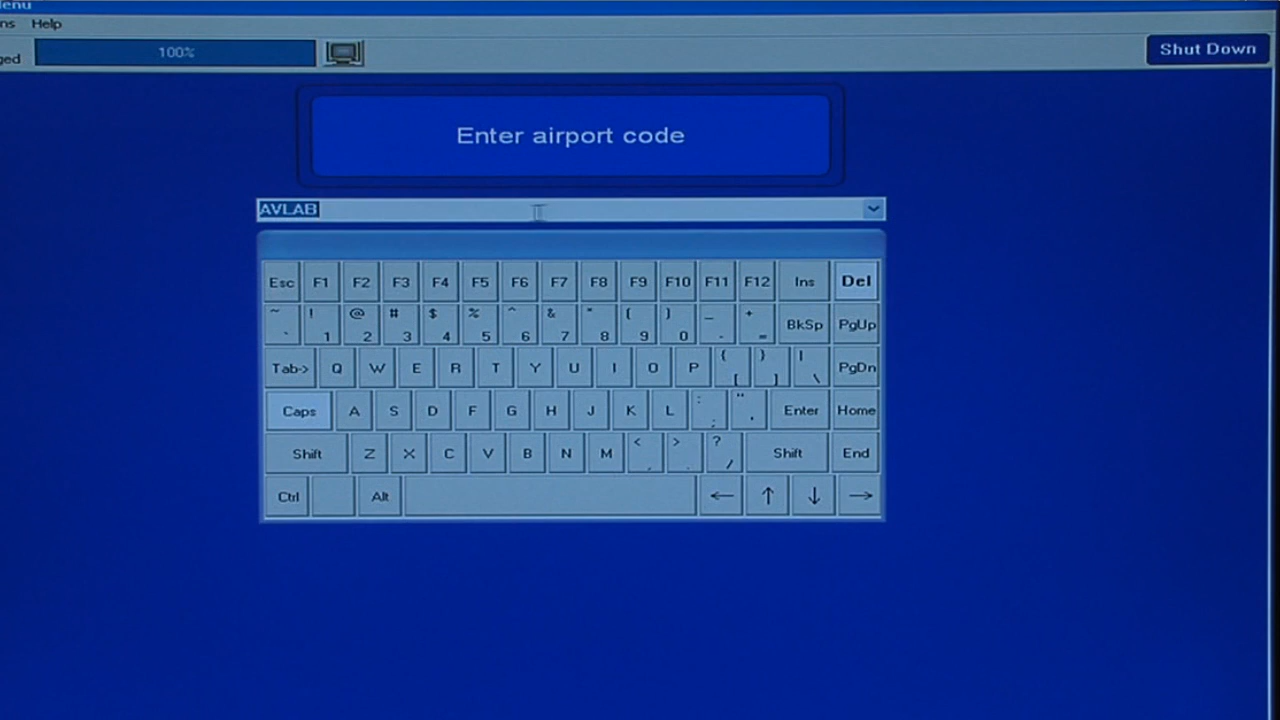 enu
ns Help
ged 100% Shut Down
Enter airport code
AVLAB
Esc F1 F2 F3 F4 F5 F6 F7 F8 F9 F10 F11 F12 Ins Del
~ ! @ # $ % ^ & * ( ) _ +
` 1 2 3 4 5 6 7 8 9 0 - = BkSp PgUp
Tab-> Q W E R T Y U I O P { [ } ] | \ PgDn
Caps A S D F G H J K L : ; " ' Enter Home
Shift Z X C V B N M < , > . ? / Shift End
Ctrl Alt ← ↑ ↓ →